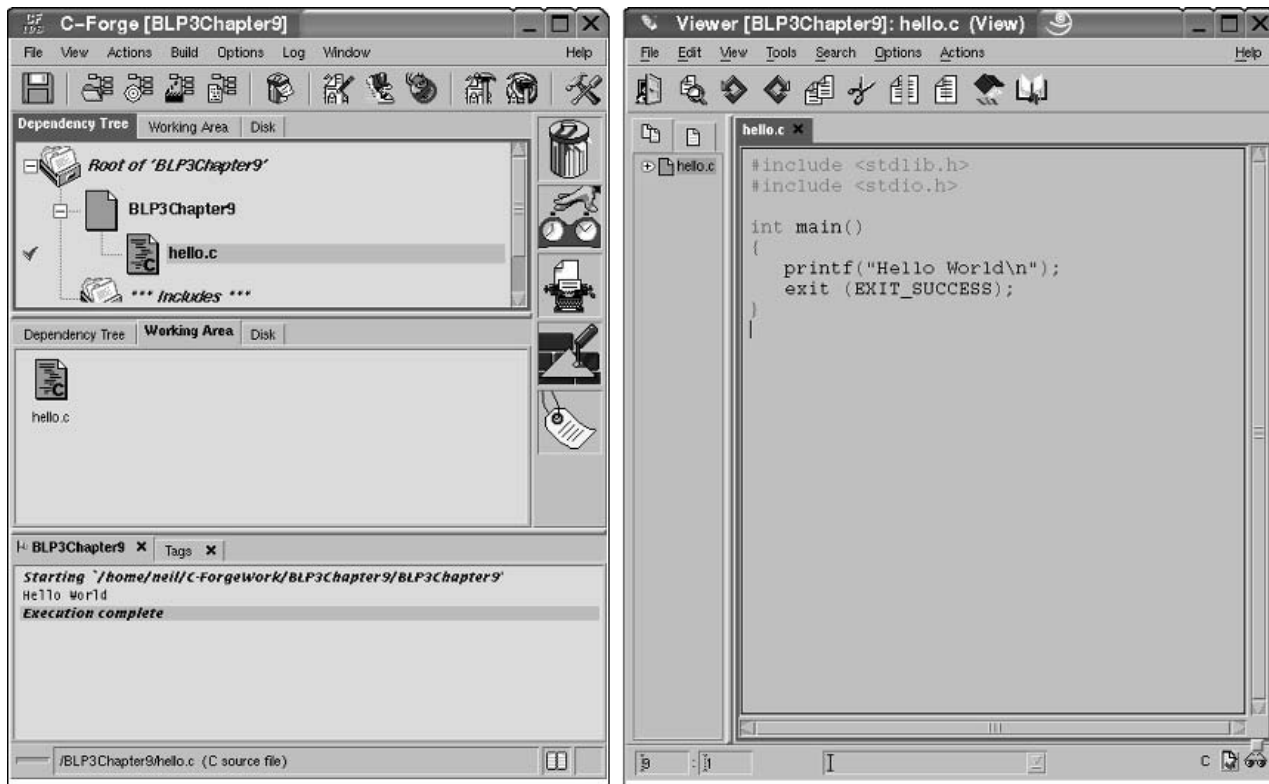 C-Forge [BLP3Chapter9]
File View Actions Build Options Log Window Help
Dependency Tree Working Area Disk
Root of 'BLP3Chapter9'
BLP3Chapter9
hello.c
*** Includes ***
Dependency Tree Working Area Disk
hello.c
BLP3Chapter9 Tags
Starting `/home/neil/C-ForgeWork/BLP3Chapter9/BLP3Chapter9'
Hello World
Execution complete
/BLP3Chapter9/hello.c (C source file)
Viewer [BLP3Chapter9]: hello.c (View)
File Edit View Tools Search Options Actions Help
hello.c
hello.c
#include <stdlib.h>
#include <stdio.h>
int main()
{
printf("Hello World\n");
exit (EXIT_SUCCESS);
}
9 : 1 C